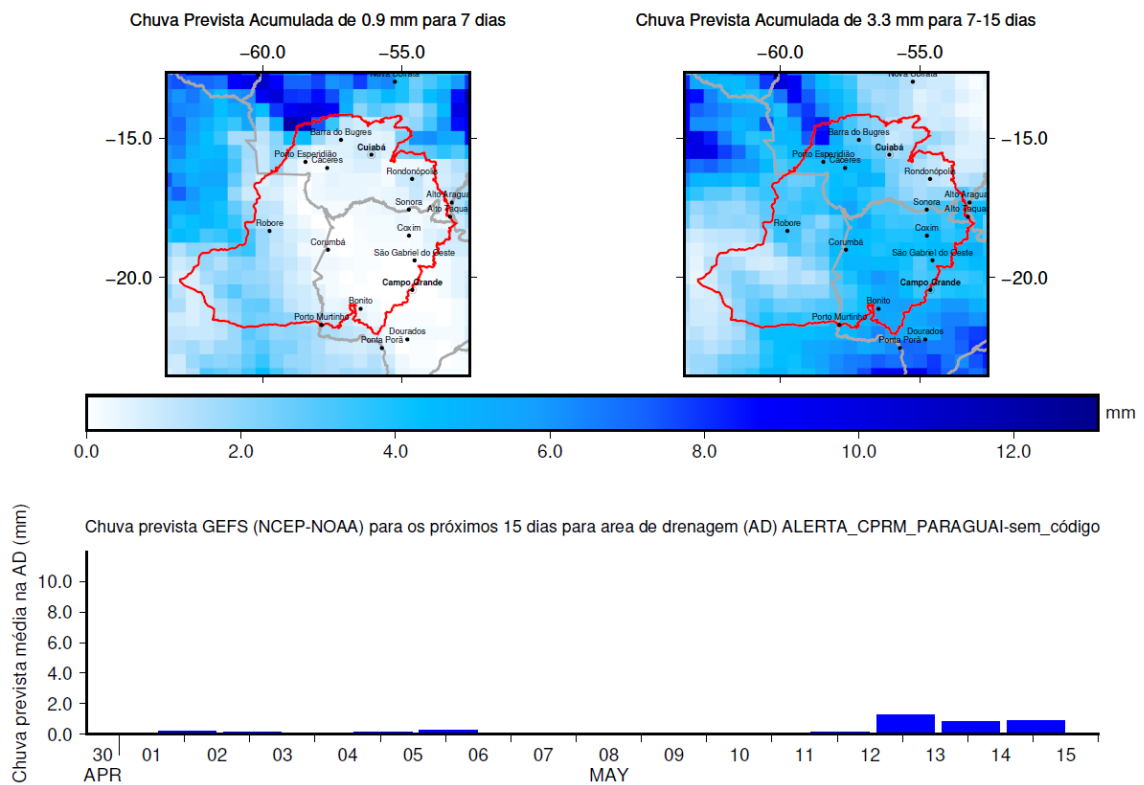 Chuva Prevista Acumulada de 0.9 mm para 7 dias
Chuva Prevista Acumulada de 3.3 mm para 7-15 dias
−60.0 −55.0
−60.0 −55.0
−15.0
−20.0
Nova Ubiratã
Barra do Bugres
Cuiabá
Porto Esperidião
Cáceres
Rondonópolis
Alto Aragua
Sonora
Alto Taqua
Robore
Coxim
Corumbá
São Gabriel do Oeste
Campo Grande
Bonito
Porto Murtinho
Dourados
Ponta Porã
Nova Ubiratã
Barra do Bugres
Cuiabá
Porto Esperidião
Cáceres
Rondonópolis
Alto Aragua
Sonora
Alto Taqua
Robore
Coxim
Corumbá
São Gabriel do Oeste
Campo Grande
Bonito
Porto Murtinho
Dourados
Ponta Porã
−15.0
−20.0
mm
0.0 2.0 4.0 6.0 8.0 10.0 12.0
Chuva prevista GEFS (NCEP-NOAA) para os próximos 15 dias para area de drenagem (AD) ALERTA_CPRM_PARAGUAI-sem_código
Chuva prevista média na AD (mm)
10.0
8.0
6.0
4.0
2.0
0.0
30 01 02 03 04 05 06 07 08 09 10 11 12 13 14 15
APR MAY